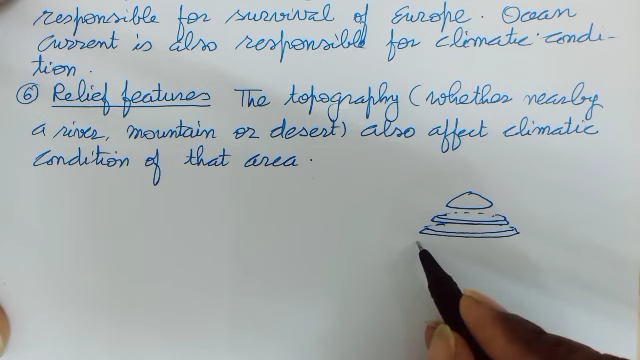 responsible for survival of Europe. Ocean
current is also responsible for climatic condi-
tion.
⑥ Relief features The topography (whether nearby
a river, mountain or desert) also affect climatic
condition of that area.